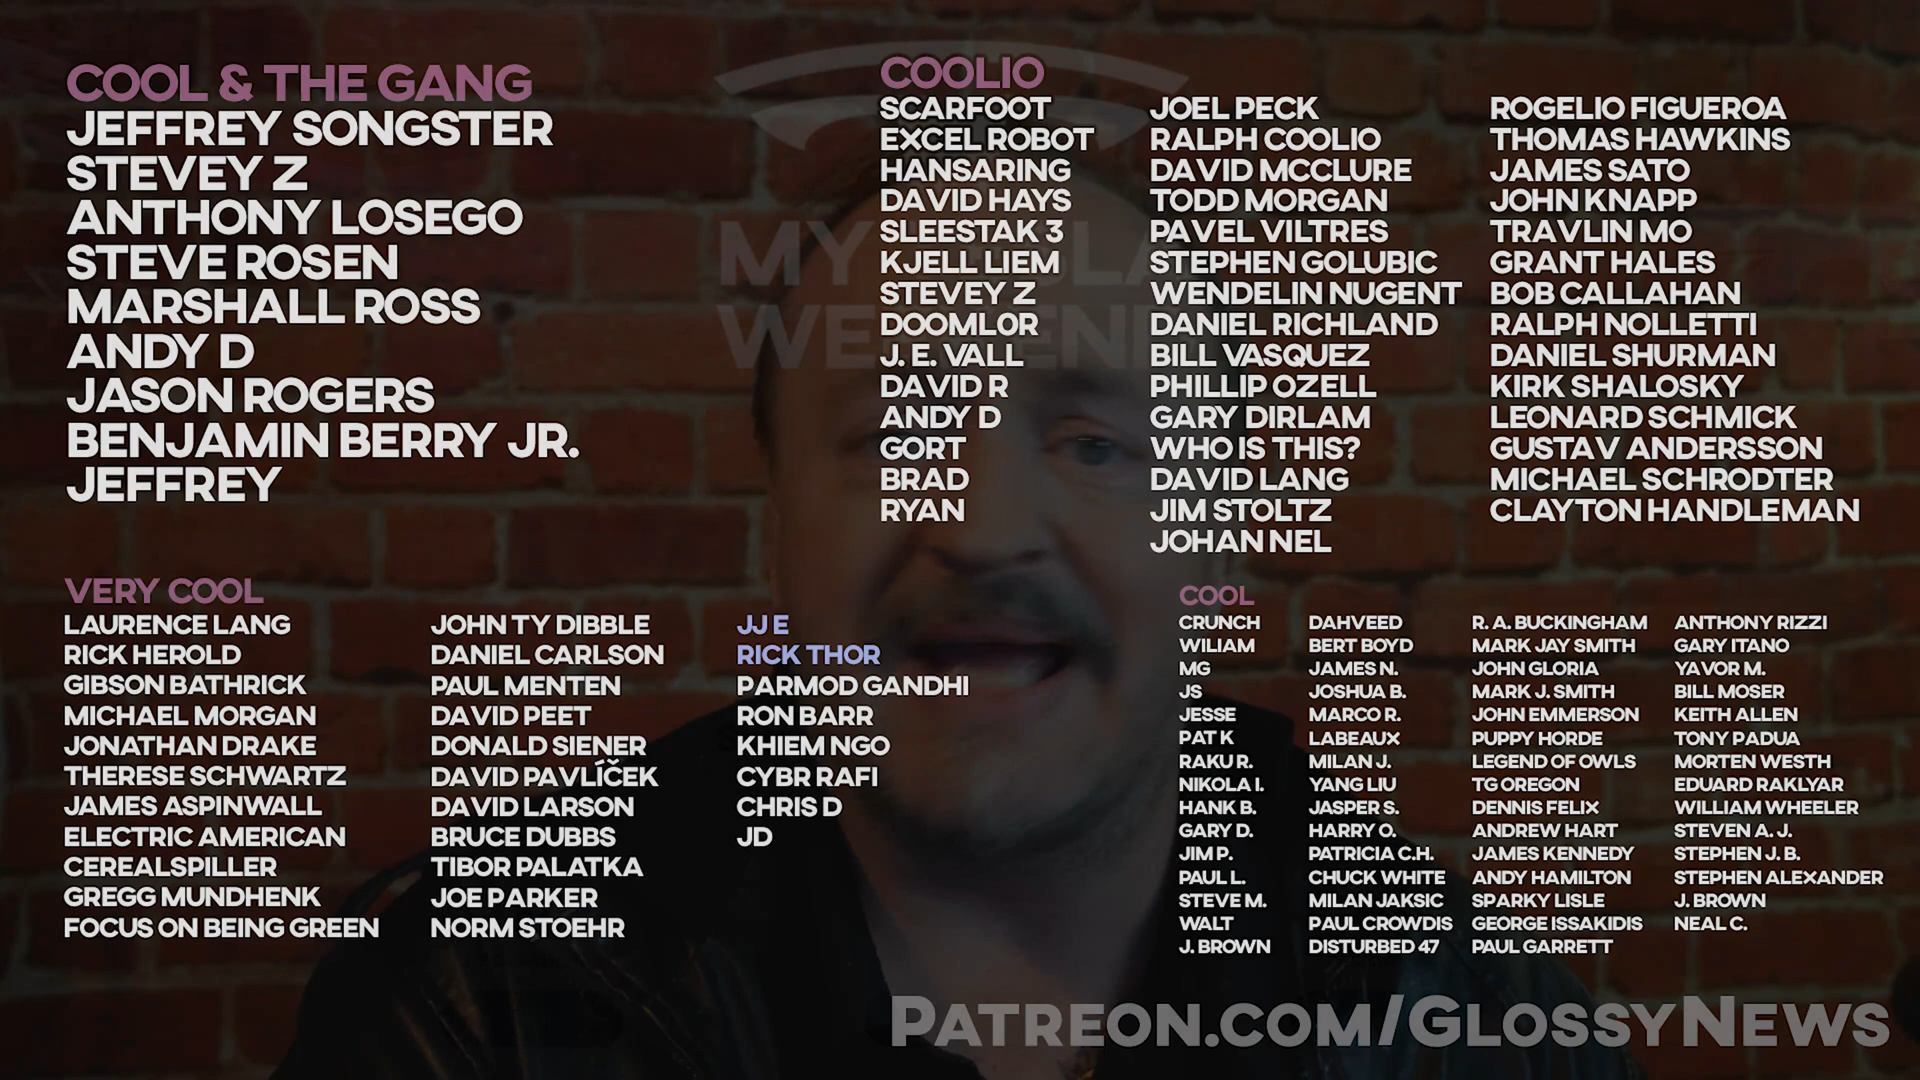 COOL & THE GANG
JEFFREY SONGSTER
STEVEY Z
ANTHONY LOSEGO
STEVE ROSEN
MARSHALL ROSS
ANDY D
JASON ROGERS
BENJAMIN BERRY JR.
JEFFREY
COOLIO
SCARFOOT
EXCEL ROBOT
HANSARING
DAVID HAYS
SLEESTAK 3
KJELL LIEM
STEVEY Z
DOOML0R
J. E. VALL
DAVID R
ANDY D
GORT
BRAD
RYAN
JOEL PECK
RALPH COOLIO
DAVID MCCLURE
TODD MORGAN
PAVEL VILTRES
STEPHEN GOLUBIC
WENDELIN NUGENT
DANIEL RICHLAND
BILL VASQUEZ
PHILLIP OZELL
GARY DIRLAM
WHO IS THIS?
DAVID LANG
JIM STOLTZ
JOHAN NEL
ROGELIO FIGUEROA
THOMAS HAWKINS
JAMES SATO
JOHN KNAPP
TRAVLIN MO
GRANT HALES
BOB CALLAHAN
RALPH NOLLETTI
DANIEL SHURMAN
KIRK SHALOSKY
LEONARD SCHMICK
GUSTAV ANDERSSON
MICHAEL SCHRODTER
CLAYTON HANDLEMAN
MY
VERY COOL
LAURENCE LANG
RICK HEROLD
GIBSON BATHRICK
MICHAEL MORGAN
JONATHAN DRAKE
THERESE SCHWARTZ
JAMES ASPINWALL
ELECTRIC AMERICAN
CEREALSPILLER
GREGG MUNDHENK
FOCUS ON BEING GREEN
JOHN TY DIBBLE
DANIEL CARLSON
PAUL MENTEN
DAVID PEET
DONALD SIENER
DAVID PAVLÍČEK
DAVID LARSON
BRUCE DUBBS
TIBOR PALATKA
JOE PARKER
NORM STOEHR
JJ E
RICK THOR
PARMOD GANDHI
RON BARR
KHIEM NGO
CYBR RAFI
CHRIS D
JD
COOL
CRUNCH
WILIAM
MG
JS
JESSE
PAT K
RAKU R.
NIKOLA I.
HANK B.
GARY D.
JIM P.
PAUL L.
STEVE M.
WALT
J. BROWN
DAHVEED
BERT BOYD
JAMES N.
JOSHUA B.
MARCO R.
LABEAUX
MILAN J.
YANG LIU
JASPER S.
HARRY O.
PATRICIA C.H.
CHUCK WHITE
MILAN JAKSIC
PAUL CROWDIS
DISTURBED 47
R. A. BUCKINGHAM
MARK JAY SMITH
JOHN GLORIA
MARK J. SMITH
JOHN EMMERSON
PUPPY HORDE
LEGEND OF OWLS
TG OREGON
DENNIS FELIX
ANDREW HART
JAMES KENNEDY
ANDY HAMILTON
SPARKY LISLE
GEORGE ISSAKIDIS
PAUL GARRETT
ANTHONY RIZZI
GARY ITANO
YAVOR M.
BILL MOSER
KEITH ALLEN
TONY PADUA
MORTEN WESTH
EDUARD RAKLYAR
WILLIAM WHEELER
STEVEN A. J.
STEPHEN J. B.
STEPHEN ALEXANDER
J. BROWN
NEAL C.
PATREON.COM/GLOSSYNEWS